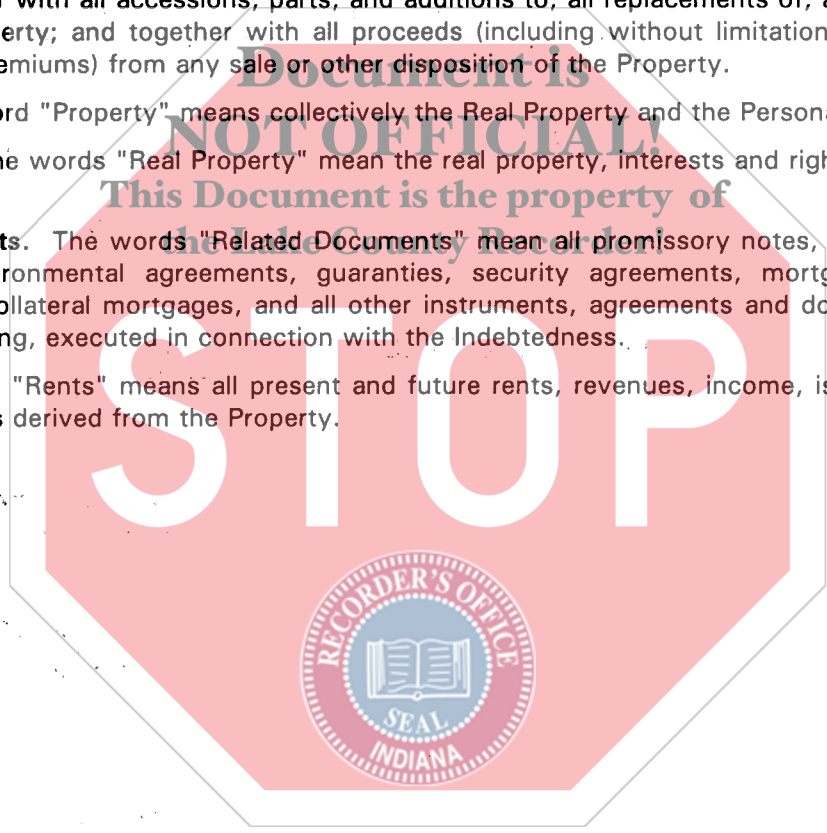 with all accessions, parts, and additions to, all replacements of,
erty; and together with all proceeds (including without limitation
emiums) from any sale or other disposition of the Property.
ord "Property" means collectively the Real Property and the Persona
ne words "Real Property" mean the real property, interests and righ
ts. The words "Related Documents" mean all promissory notes,
ronmental agreements, guaranties, security agreements, mortg
ollateral mortgages, and all other instruments, agreements and do
ng, executed in connection with the Indebtedness.
"Rents" means all present and future rents, revenues, income, is
s derived from the Property.
Document is
NOT OFFICIAL!
This Document is the property of
the Lake County Recorder!
STOP
RECORDER'S OFFICE
SEAL
INDIANA